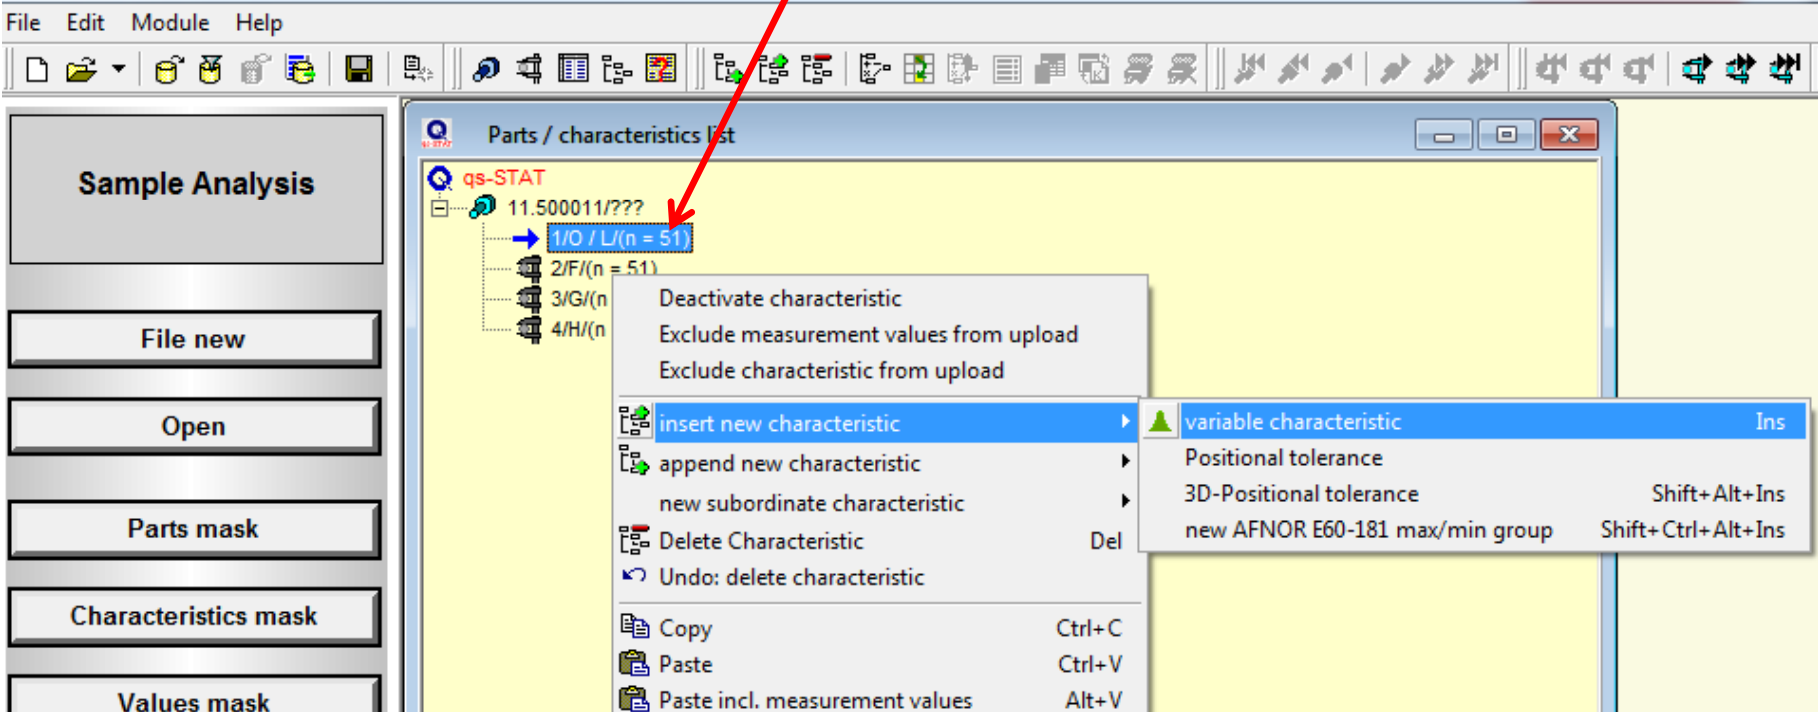 File Edit Module Help
Parts / characteristics list
Sample Analysis
qs-STAT
11.500011/???
1/O / L/(n = 51)
2/F/(n = 51)
3/G/(n
4/H/(n
File new
Open
Parts mask
Characteristics mask
Values mask
Deactivate characteristic
Exclude measurement values from upload
Exclude characteristic from upload
insert new characteristic
append new characteristic
new subordinate characteristic
Delete Characteristic Del
Undo: delete characteristic
Copy Ctrl+C
Paste Ctrl+V
Paste incl. measurement values Alt+V
variable characteristic Ins
Positional tolerance
3D-Positional tolerance Shift+Alt+Ins
new AFNOR E60-181 max/min group Shift+Ctrl+Alt+Ins